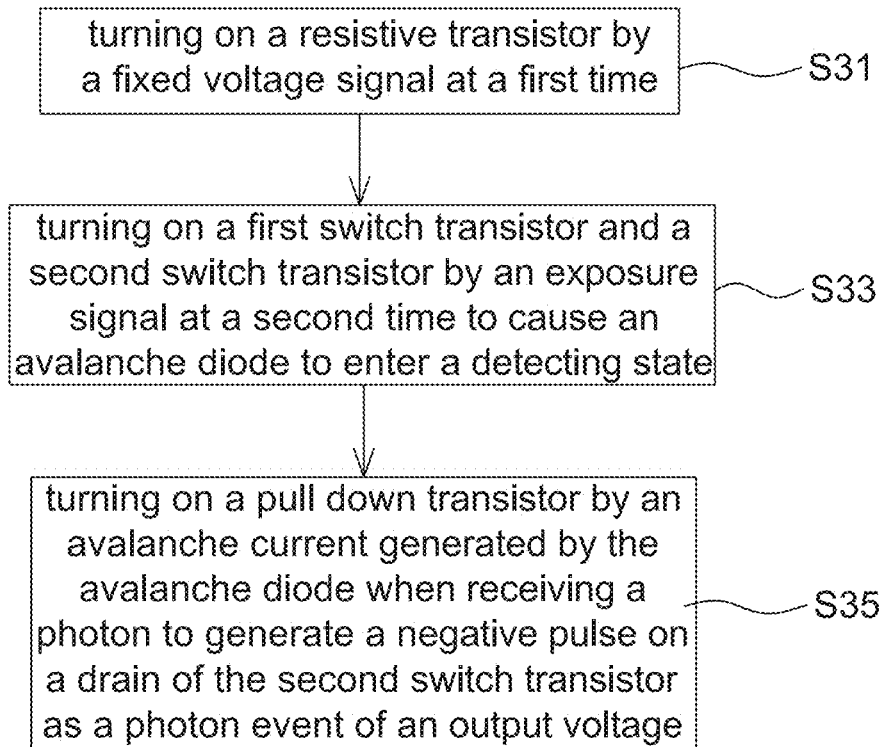 turning on a resistive transistor by
a fixed voltage signal at a first time
S31
turning on a first switch transistor and a
second switch transistor by an exposure
signal at a second time to cause an
avalanche diode to enter a detecting state
S33
turning on a pull down transistor by an
avalanche current generated by the
avalanche diode when receiving a
photon to generate a negative pulse on
a drain of the second switch transistor
as a photon event of an output voltage
S35